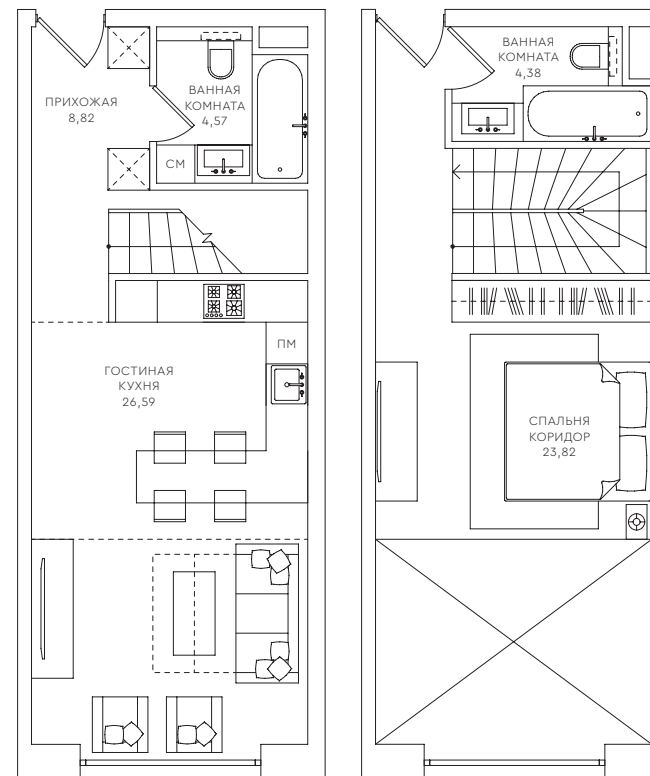 ПРИХОЖАЯ
8,82
ВАННАЯ
КОМНАТА
4,57
СМ
ПМ
ГОСТИНАЯ
КУХНЯ
26,59
ВАННАЯ
КОМНАТА
4,38
СПАЛЬНЯ
КОРИДОР
23,82